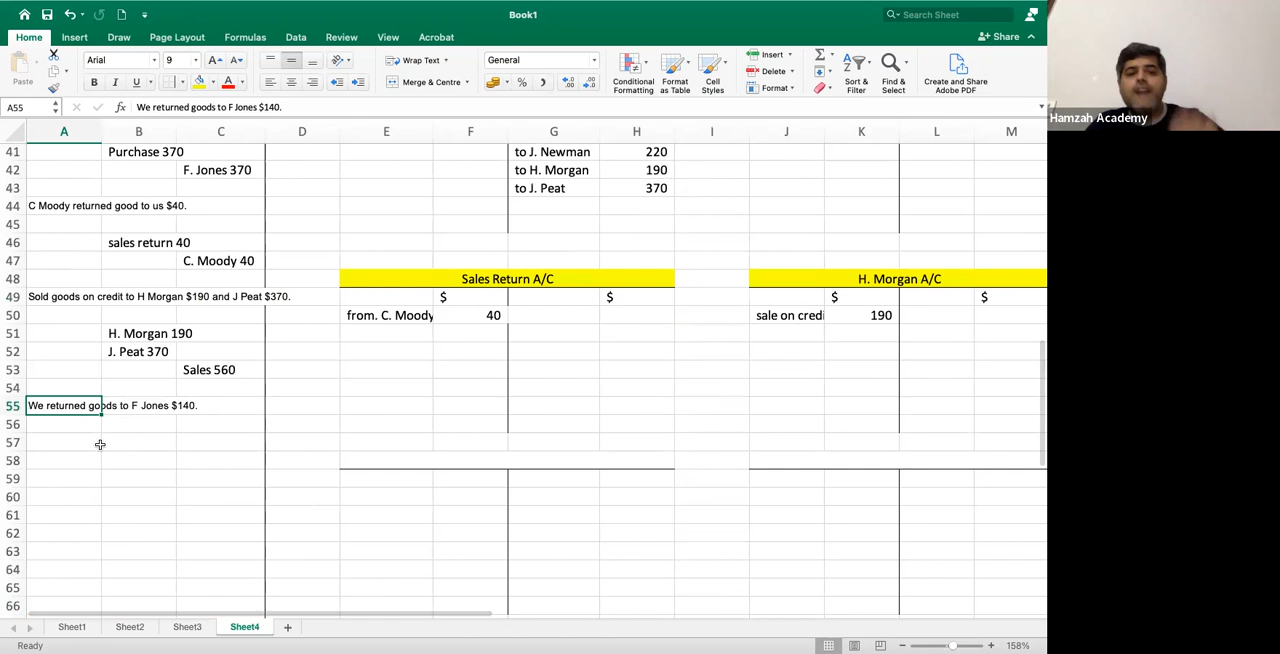 Book1
Search Sheet
Home Insert Draw Page Layout Formulas Data Review View Acrobat
Share
Paste
Arial 9
Wrap Text
General
Merge & Centre
Conditional Formatting
Format as Table
Cell Styles
Insert
Delete
Format
Sort & Filter
Find & Select
Create and Share Adobe PDF
A55 fx We returned goods to F Jones $140.
Hamzah Academy
A B C D E F G H I J K L M
41 Purchase 370 to J. Newman 220
42 F. Jones 370 to H. Morgan 190
43 to J. Peat 370
44 C Moody returned good to us $40.
45
46 sales return 40
47 C. Moody 40
48 Sales Return A/C H. Morgan A/C
49 Sold goods on credit to H Morgan $190 and J Peat $370. $ $ $ $
50 from. C. Moody 40 sale on credi 190
51 H. Morgan 190
52 J. Peat 370
53 Sales 560
54
55 We returned goods to F Jones $140.
56
57
58
59
60
61
62
63
64
65
66
Sheet1 Sheet2 Sheet3 Sheet4
Ready 158%